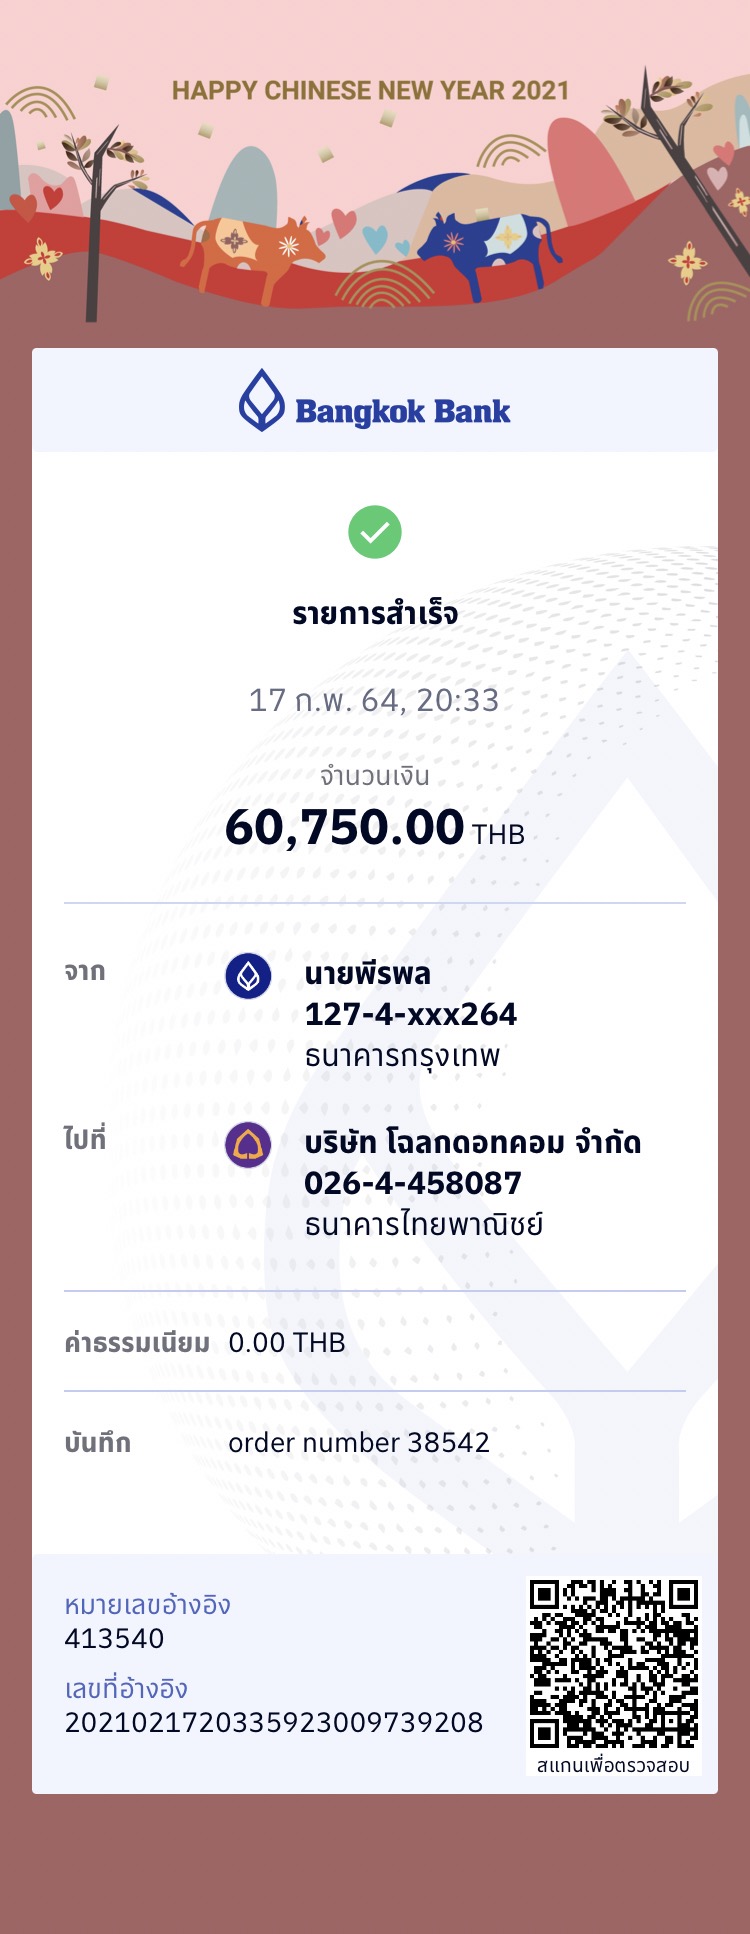 HAPPY CHINESE NEW YEAR 2021
Bangkok Bank
รายการสำเร็จ
17 ก.พ. 64, 20:33
จำนวนเงิน
60,750.00 THB
จาก
นายพีรพล
127-4-xxx264
ธนาคารกรุงเทพ
ไปที่
บริษัท โฉลกดอทคอม จำกัด
026-4-458087
ธนาคารไทยพาณิชย์
ค่าธรรมเนียม 0.00 THB
บันทึก order number 38542
หมายเลขอ้างอิง
413540
เลขที่อ้างอิง
2021021720335923009739208
สแกนเพื่อตรวจสอบ